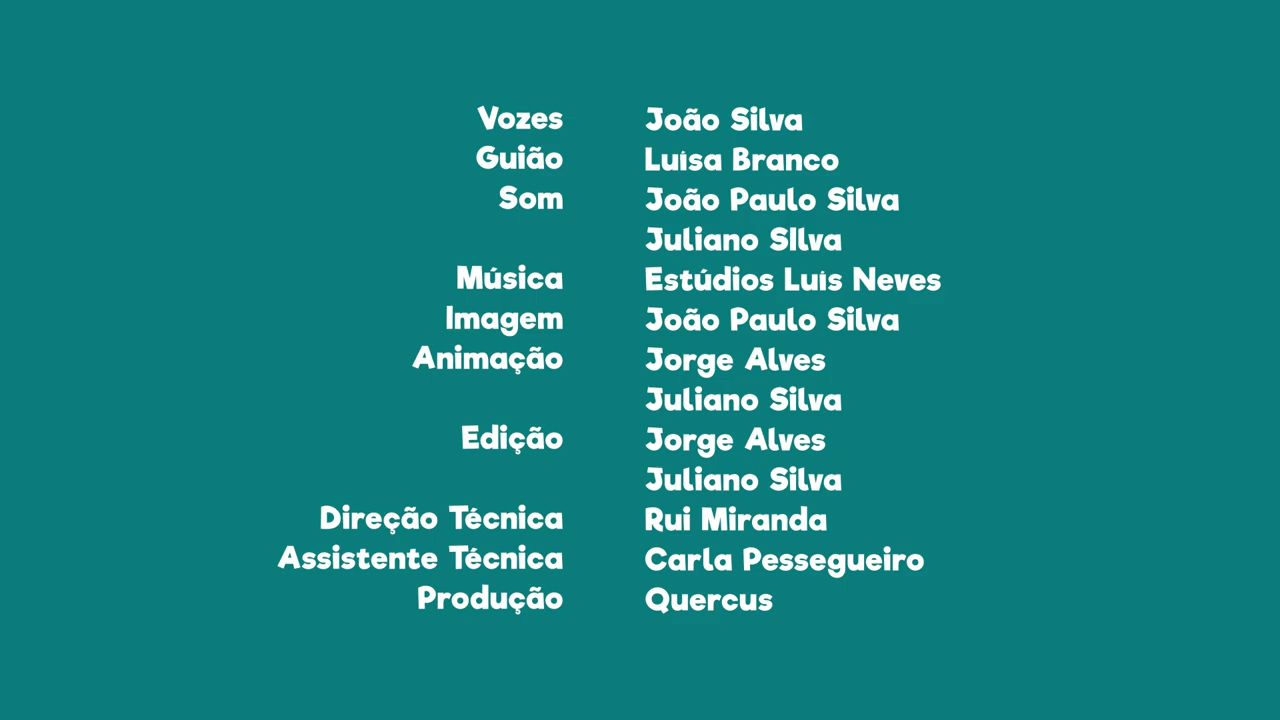 Vozes João Silva
Guião Luísa Branco
Som João Paulo Silva
Juliano SIlva
Música Estúdios Luís Neves
Imagem João Paulo Silva
Animação Jorge Alves
Juliano Silva
Edição Jorge Alves
Juliano Silva
Direção Técnica Rui Miranda
Assistente Técnica Carla Pessegueiro
Produção Quercus